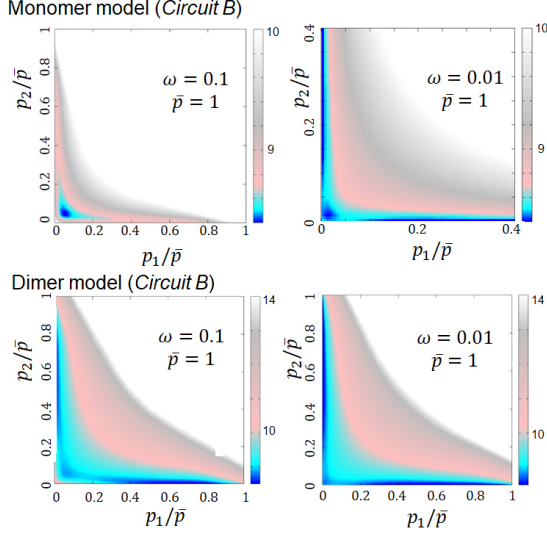 Monomer model (Circuit B)
p₂/p̄
1
0.8
0.6
0.4
0.2
0
ω = 0.1
p̄ = 1
0 0.2 0.4 0.6 0.8 1
p₁/p̄
10
9
p₂/p̄
0.4
0.2
0
ω = 0.01
p̄ = 1
0 0.2 0.4
p₁/p̄
10
9
Dimer model (Circuit B)
p₂/p̄
1
0.8
0.6
0.4
0.2
0
ω = 0.1
p̄ = 1
0 0.2 0.4 0.6 0.8 1
p₁/p̄
14
10
p₂/p̄
1
0.8
0.6
0.4
0.2
0
ω = 0.01
p̄ = 1
0 0.2 0.4 0.6 0.8 1
p₁/p̄
14
10